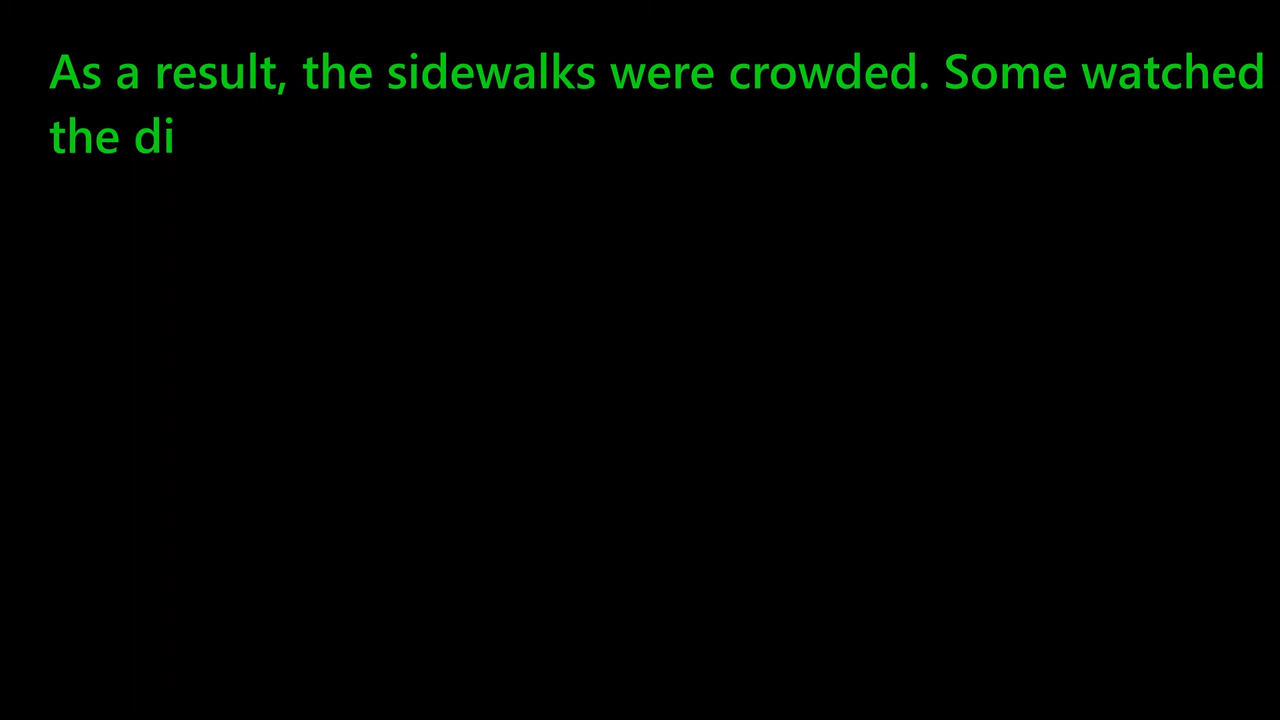 As a result, the sidewalks were crowded. Some watched
the di